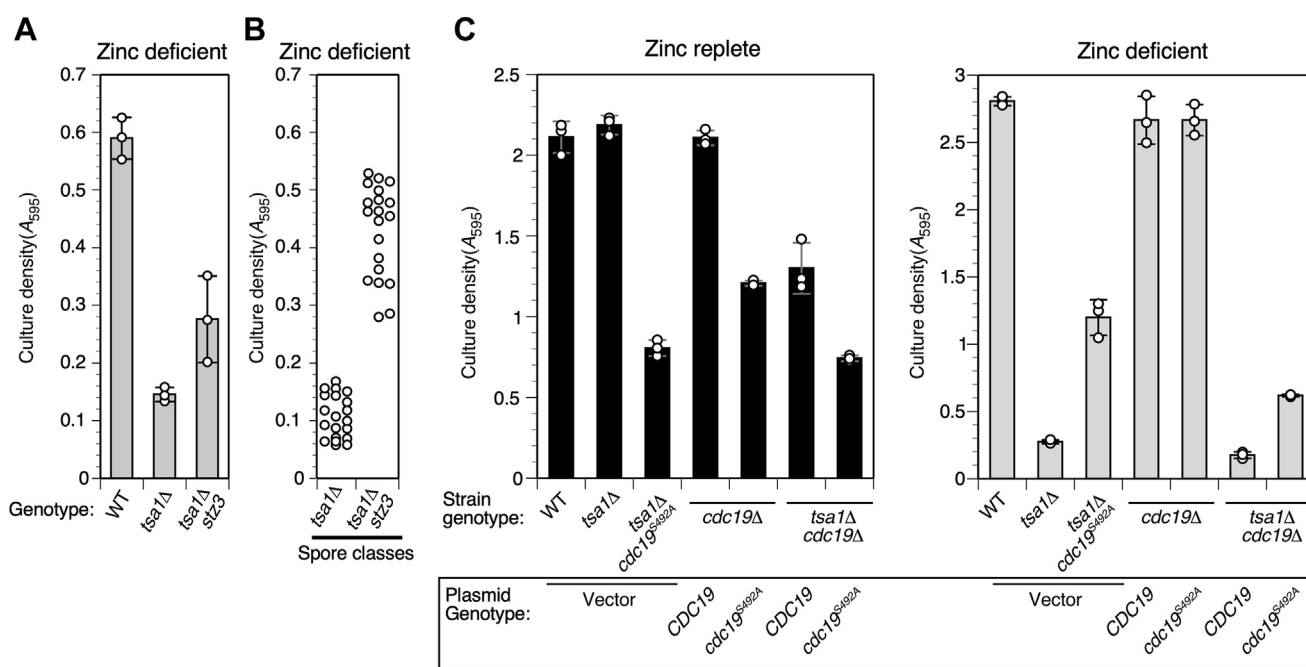 A
Zinc deficient
Culture density(A595)
0.7
0.6
0.5
0.4
0.3
0.2
0.1
0
Genotype:
WT
tsa1Δ
tsa1Δ
stz3
B
Zinc deficient
Culture density(A595)
0.7
0.6
0.5
0.4
0.3
0.2
0.1
0
tsa1Δ
tsa1Δ
stz3
Spore classes
C
Zinc replete
Culture density(A595)
2.5
2
1.5
1
0.5
0
Strain
genotype:
WT
tsa1Δ
tsa1Δ
cdc19S492A
cdc19Δ
tsa1Δ
cdc19Δ
Zinc deficient
Culture density(A595)
3
2.5
2
1.5
1
0.5
0
WT
tsa1Δ
tsa1Δ
cdc19S492A
cdc19Δ
tsa1Δ
cdc19Δ
Plasmid
Genotype:
Vector
CDC19
cdc19S492A
CDC19
cdc19S492A
Vector
CDC19
cdc19S492A
CDC19
cdc19S492A